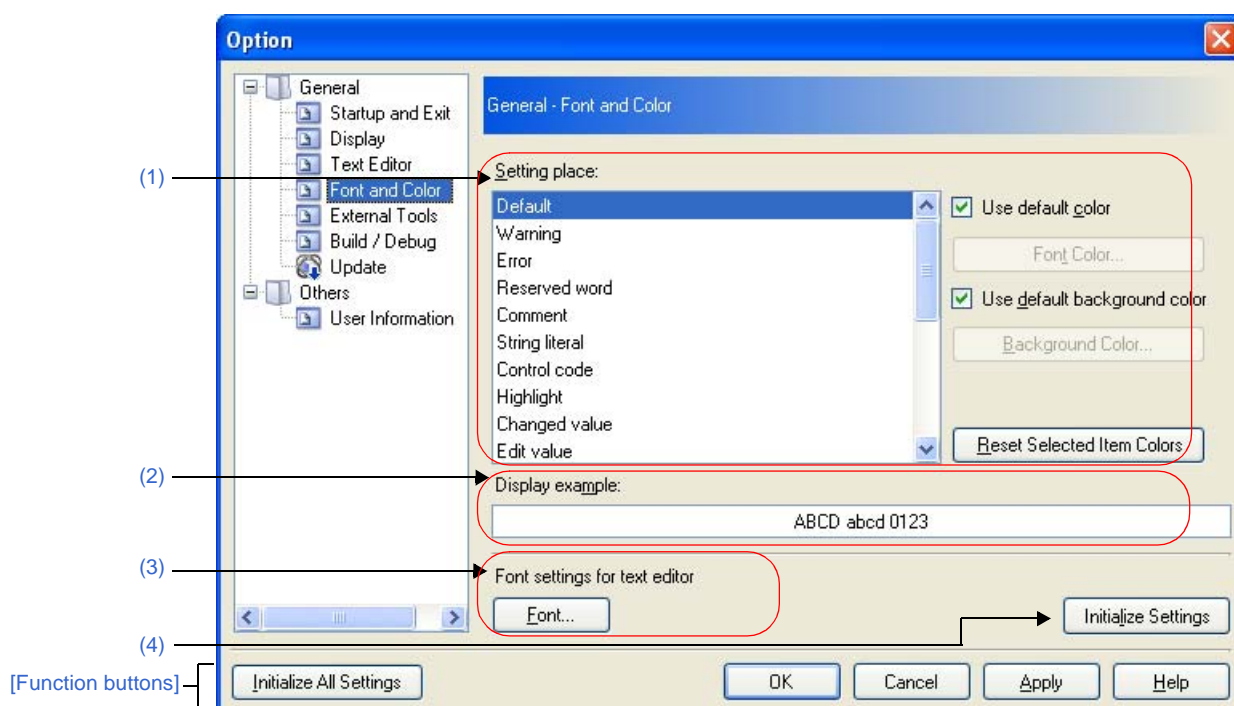 Option
General
Startup and Exit
Display
Text Editor
Font and Color
External Tools
Build / Debug
Update
Others
User Information
General - Font and Color
(1)
Setting place:
Default
Warning
Error
Reserved word
Comment
String literal
Control code
Highlight
Changed value
Edit value
Use default color
Font Color...
Use default background color
Background Color...
Reset Selected Item Colors
(2)
Display example:
ABCD abcd 0123
(3)
Font settings for text editor
Font...
(4)
Initialize Settings
[Function buttons]
Initialize All Settings
OK
Cancel
Apply
Help